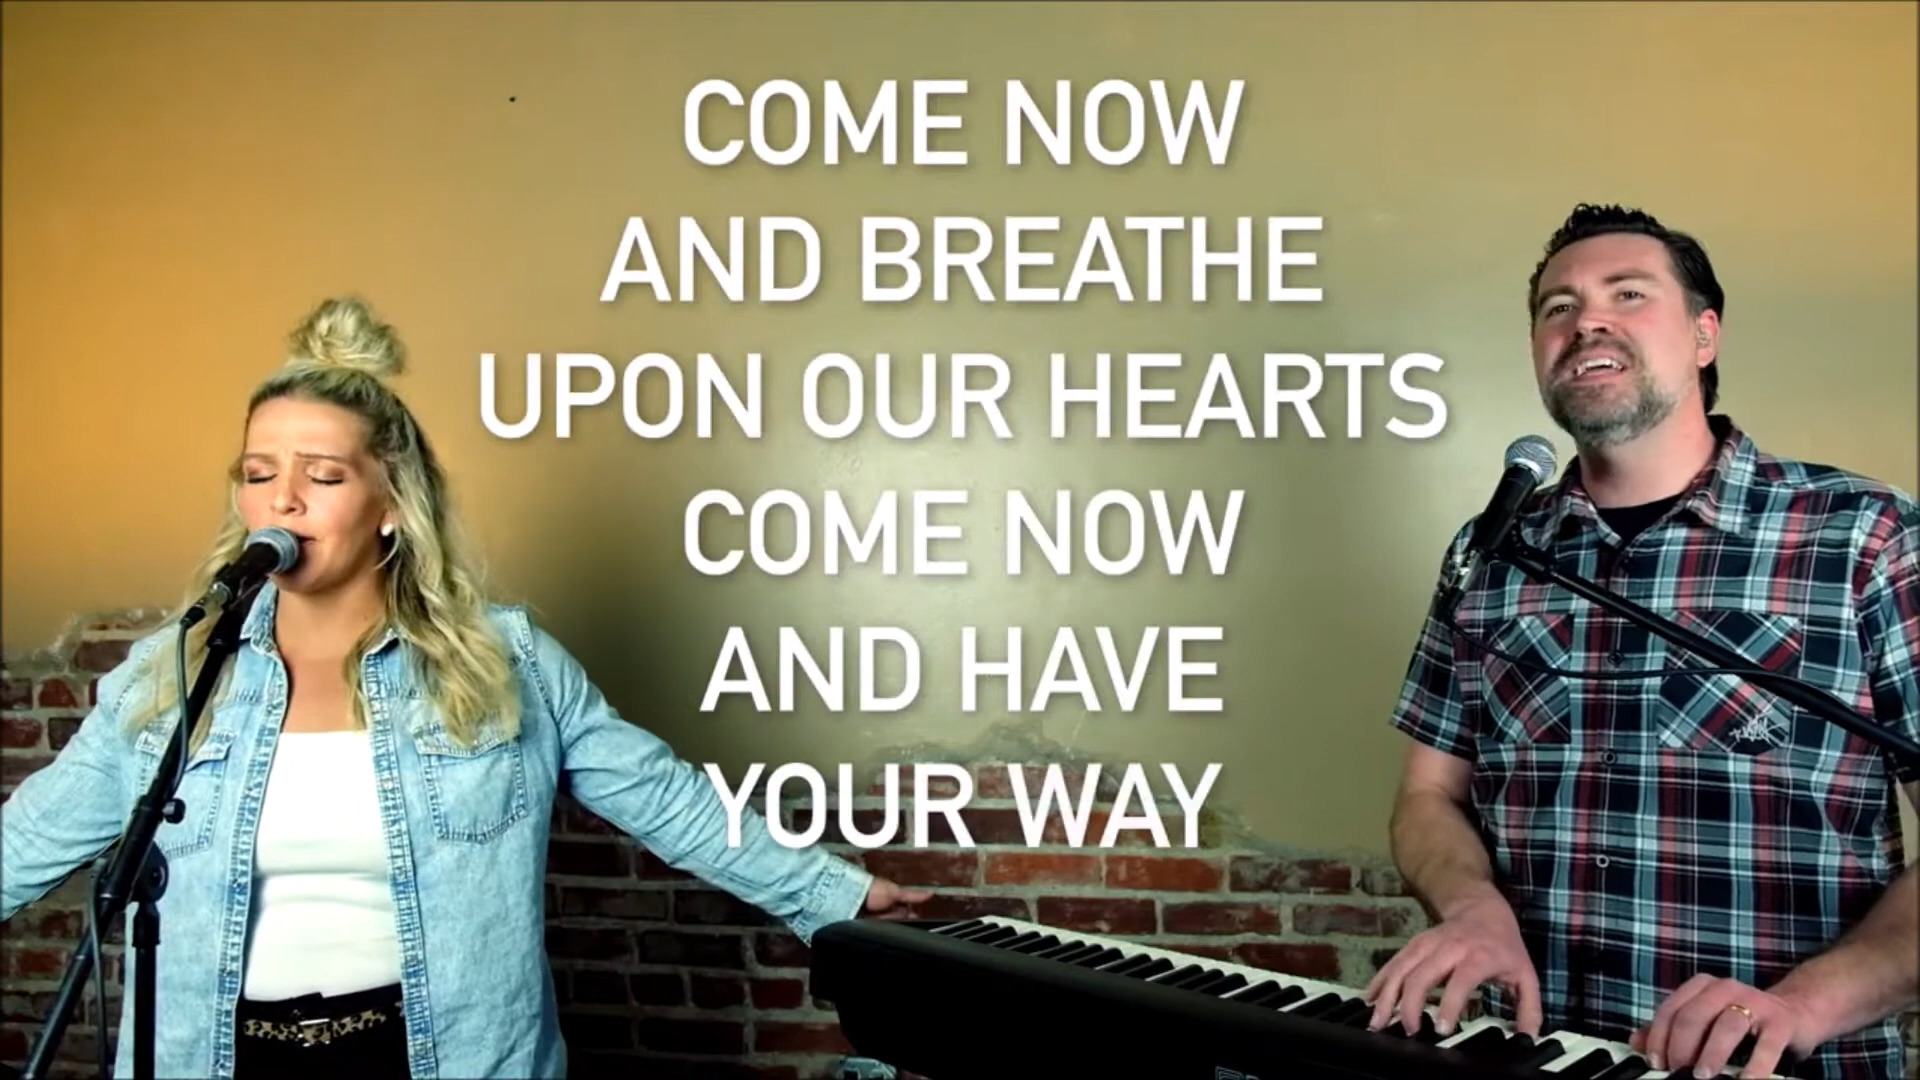 COME NOW
AND BREATHE
UPON OUR HEARTS
COME NOW
AND HAVE
YOUR WAY